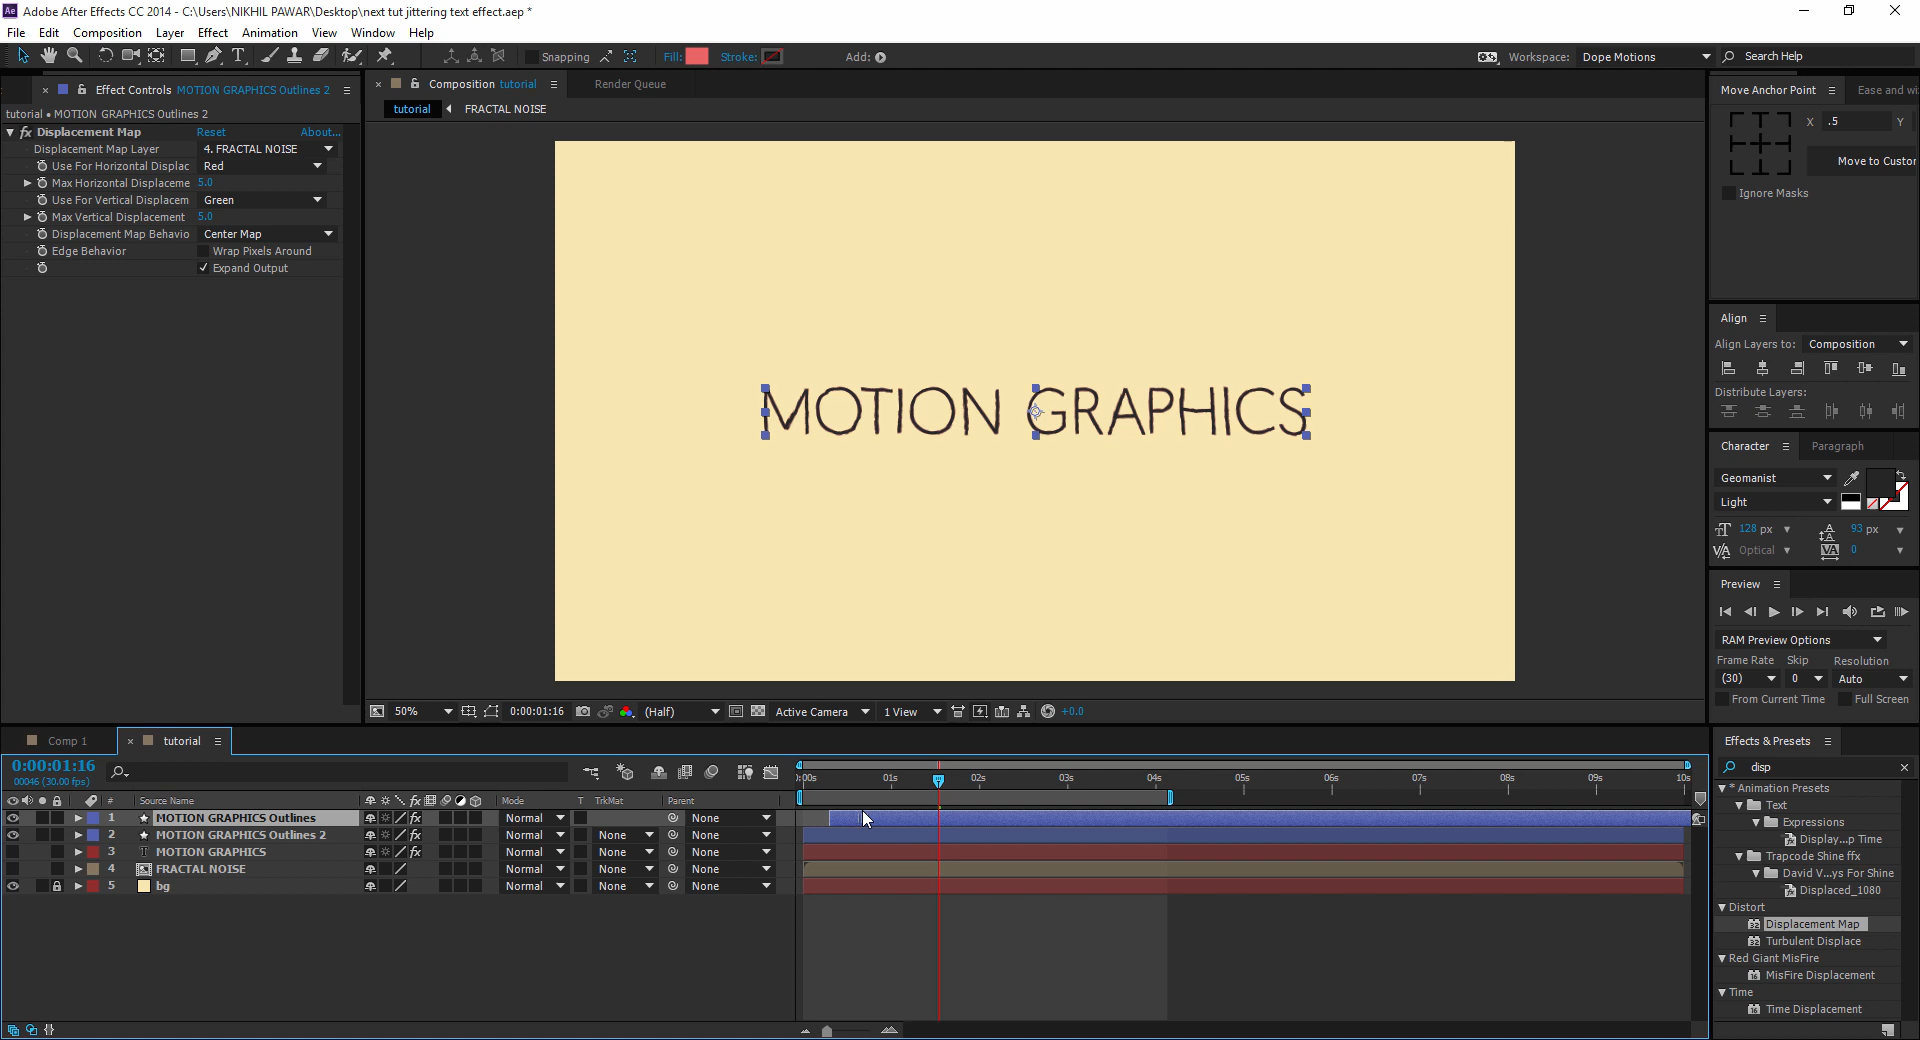 Ae Adobe After Effects CC 2014 - C:\Users\NIKHIL PAWAR\Desktop\next tut jittering text effect.aep *
File Edit Composition Layer Effect Animation View Window Help
Snapping Fill: Stroke: Add: Workspace: Dope Motions Search Help
Effect Controls MOTION GRAPHICS Outlines 2
tutorial • MOTION GRAPHICS Outlines 2
fx Displacement Map Reset About...
Displacement Map Layer 4. FRACTAL NOISE
Use For Horizontal Displac Red
Max Horizontal Displaceme 5.0
Use For Vertical Displacem Green
Max Vertical Displacement 5.0
Displacement Map Behavio Center Map
Edge Behavior Wrap Pixels Around
Expand Output
Composition tutorial Render Queue
tutorial FRACTAL NOISE
MOTION GRAPHICS
50% 0:00:01:16 (Half) Active Camera 1 View +0.0
Move Anchor Point Ease and wi
X .5 Y
Move to Custor
Ignore Masks
Align
Align Layers to: Composition
Distribute Layers:
Character Paragraph
Geomanist
Light
128 px 93 px
Optical 0
Preview
RAM Preview Options
Frame Rate Skip Resolution
(30) 0 Auto
From Current Time Full Screen
Comp 1 tutorial
0:00:01:16
00046 (30.00 fps)
:00s 01s 02s 03s 04s 05s 06s 07s 08s 09s 10s
# Source Name Mode T TrkMat Parent
1 MOTION GRAPHICS Outlines fx Normal None
2 MOTION GRAPHICS Outlines 2 fx Normal None None
3 T MOTION GRAPHICS fx Normal None None
4 FRACTAL NOISE Normal None None
5 bg Normal None None
Effects & Presets
disp
* Animation Presets
Text
Expressions
Display...p Time
Trapcode Shine ffx
David V...ys For Shine
Displaced_1080
Distort
Displacement Map
Turbulent Displace
Red Giant MisFire
MisFire Displacement
Time
Time Displacement